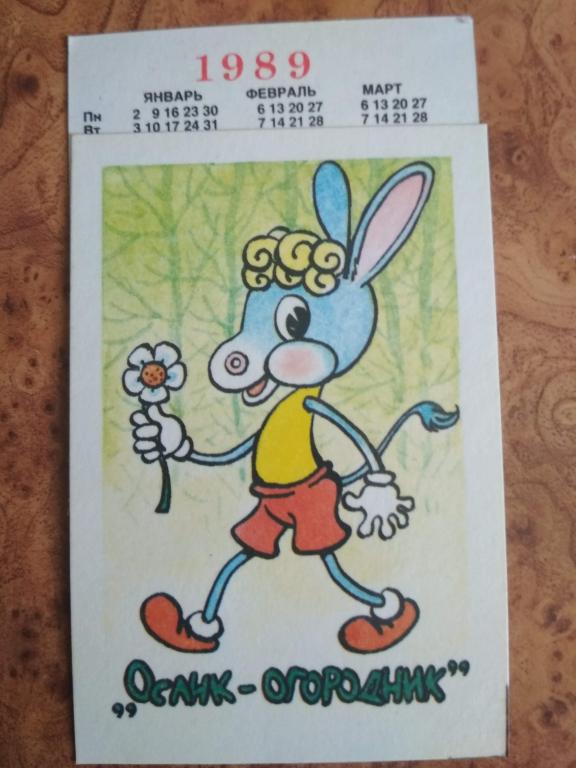 1989
ЯНВАРЬ ФЕВРАЛЬ МАРТ
Пн 2 9 16 23 30 6 13 20 27 6 13 20 27
Вт 3 10 17 24 31 7 14 21 28 7 14 21 28
„Ослик - огородник”